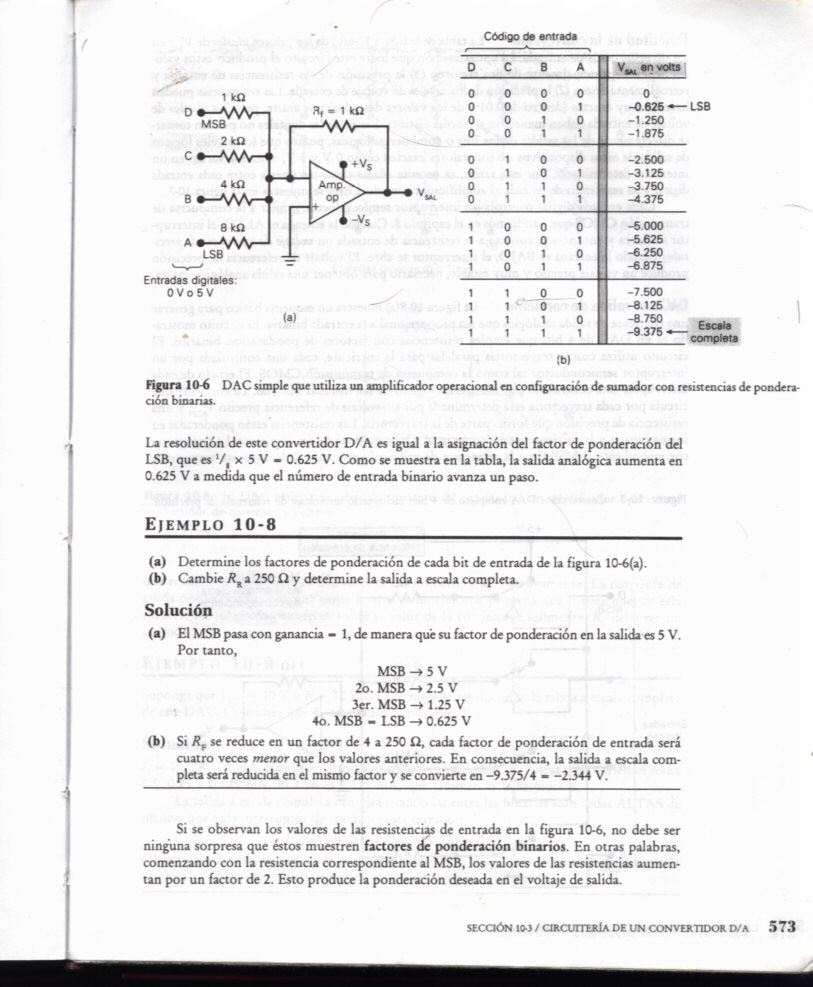 Código de entrada
D C B A V SAL en volts
1 kΩ
D
MSB
2 kΩ
C
4 kΩ
B
8 kΩ
A
LSB
Rf = 1 kΩ
+VS
Amp.
op
+
-VS
VSAL
Entradas digitales:
0 V o 5 V
(a)
0 0 0 0 0
0 0 0 1 -0.625 ← LSB
0 0 1 0 -1.250
0 0 1 1 -1.875
0 1 0 0 -2.500
0 1 0 1 -3.125
0 1 1 0 -3.750
0 1 1 1 -4.375
1 0 0 0 -5.000
1 0 0 1 -5.625
1 0 1 0 -6.250
1 0 1 1 -6.875
1 1 0 0 -7.500
1 1 0 1 -8.125
1 1 1 0 -8.750
1 1 1 1 -9.375 ← Escala
completa
(b)
Figura 10-6 DAC simple que utiliza un amplificador operacional en configuración de sumador con resistencias de pondera-
ción binarias.
La resolución de este convertidor D/A es igual a la asignación del factor de ponderación del
LSB, que es 1/8 × 5 V = 0.625 V. Como se muestra en la tabla, la salida analógica aumenta en
0.625 V a medida que el número de entrada binario avanza un paso.
EJEMPLO 10-8
(a) Determine los factores de ponderación de cada bit de entrada de la figura 10-6(a).
(b) Cambie RR a 250 Ω y determine la salida a escala completa.
Solución
(a) El MSB pasa con ganancia = 1, de manera que su factor de ponderación en la salida es 5 V.
Por tanto,
MSB → 5 V
2o. MSB → 2.5 V
3er. MSB → 1.25 V
4o. MSB = LSB → 0.625 V
(b) Si RF se reduce en un factor de 4 a 250 Ω, cada factor de ponderación de entrada será
cuatro veces menor que los valores anteriores. En consecuencia, la salida a escala com-
pleta será reducida en el mismo factor y se convierte en -9.375/4 = -2.344 V.
Si se observan los valores de las resistencias de entrada en la figura 10-6, no debe ser
ninguna sorpresa que éstos muestren factores de ponderación binarios. En otras palabras,
comenzando con la resistencia correspondiente al MSB, los valores de las resistencias aumen-
tan por un factor de 2. Esto produce la ponderación deseada en el voltaje de salida.
SECCIÓN 10-3 / CIRCUITERÍA DE UN CONVERTIDOR D/A 573